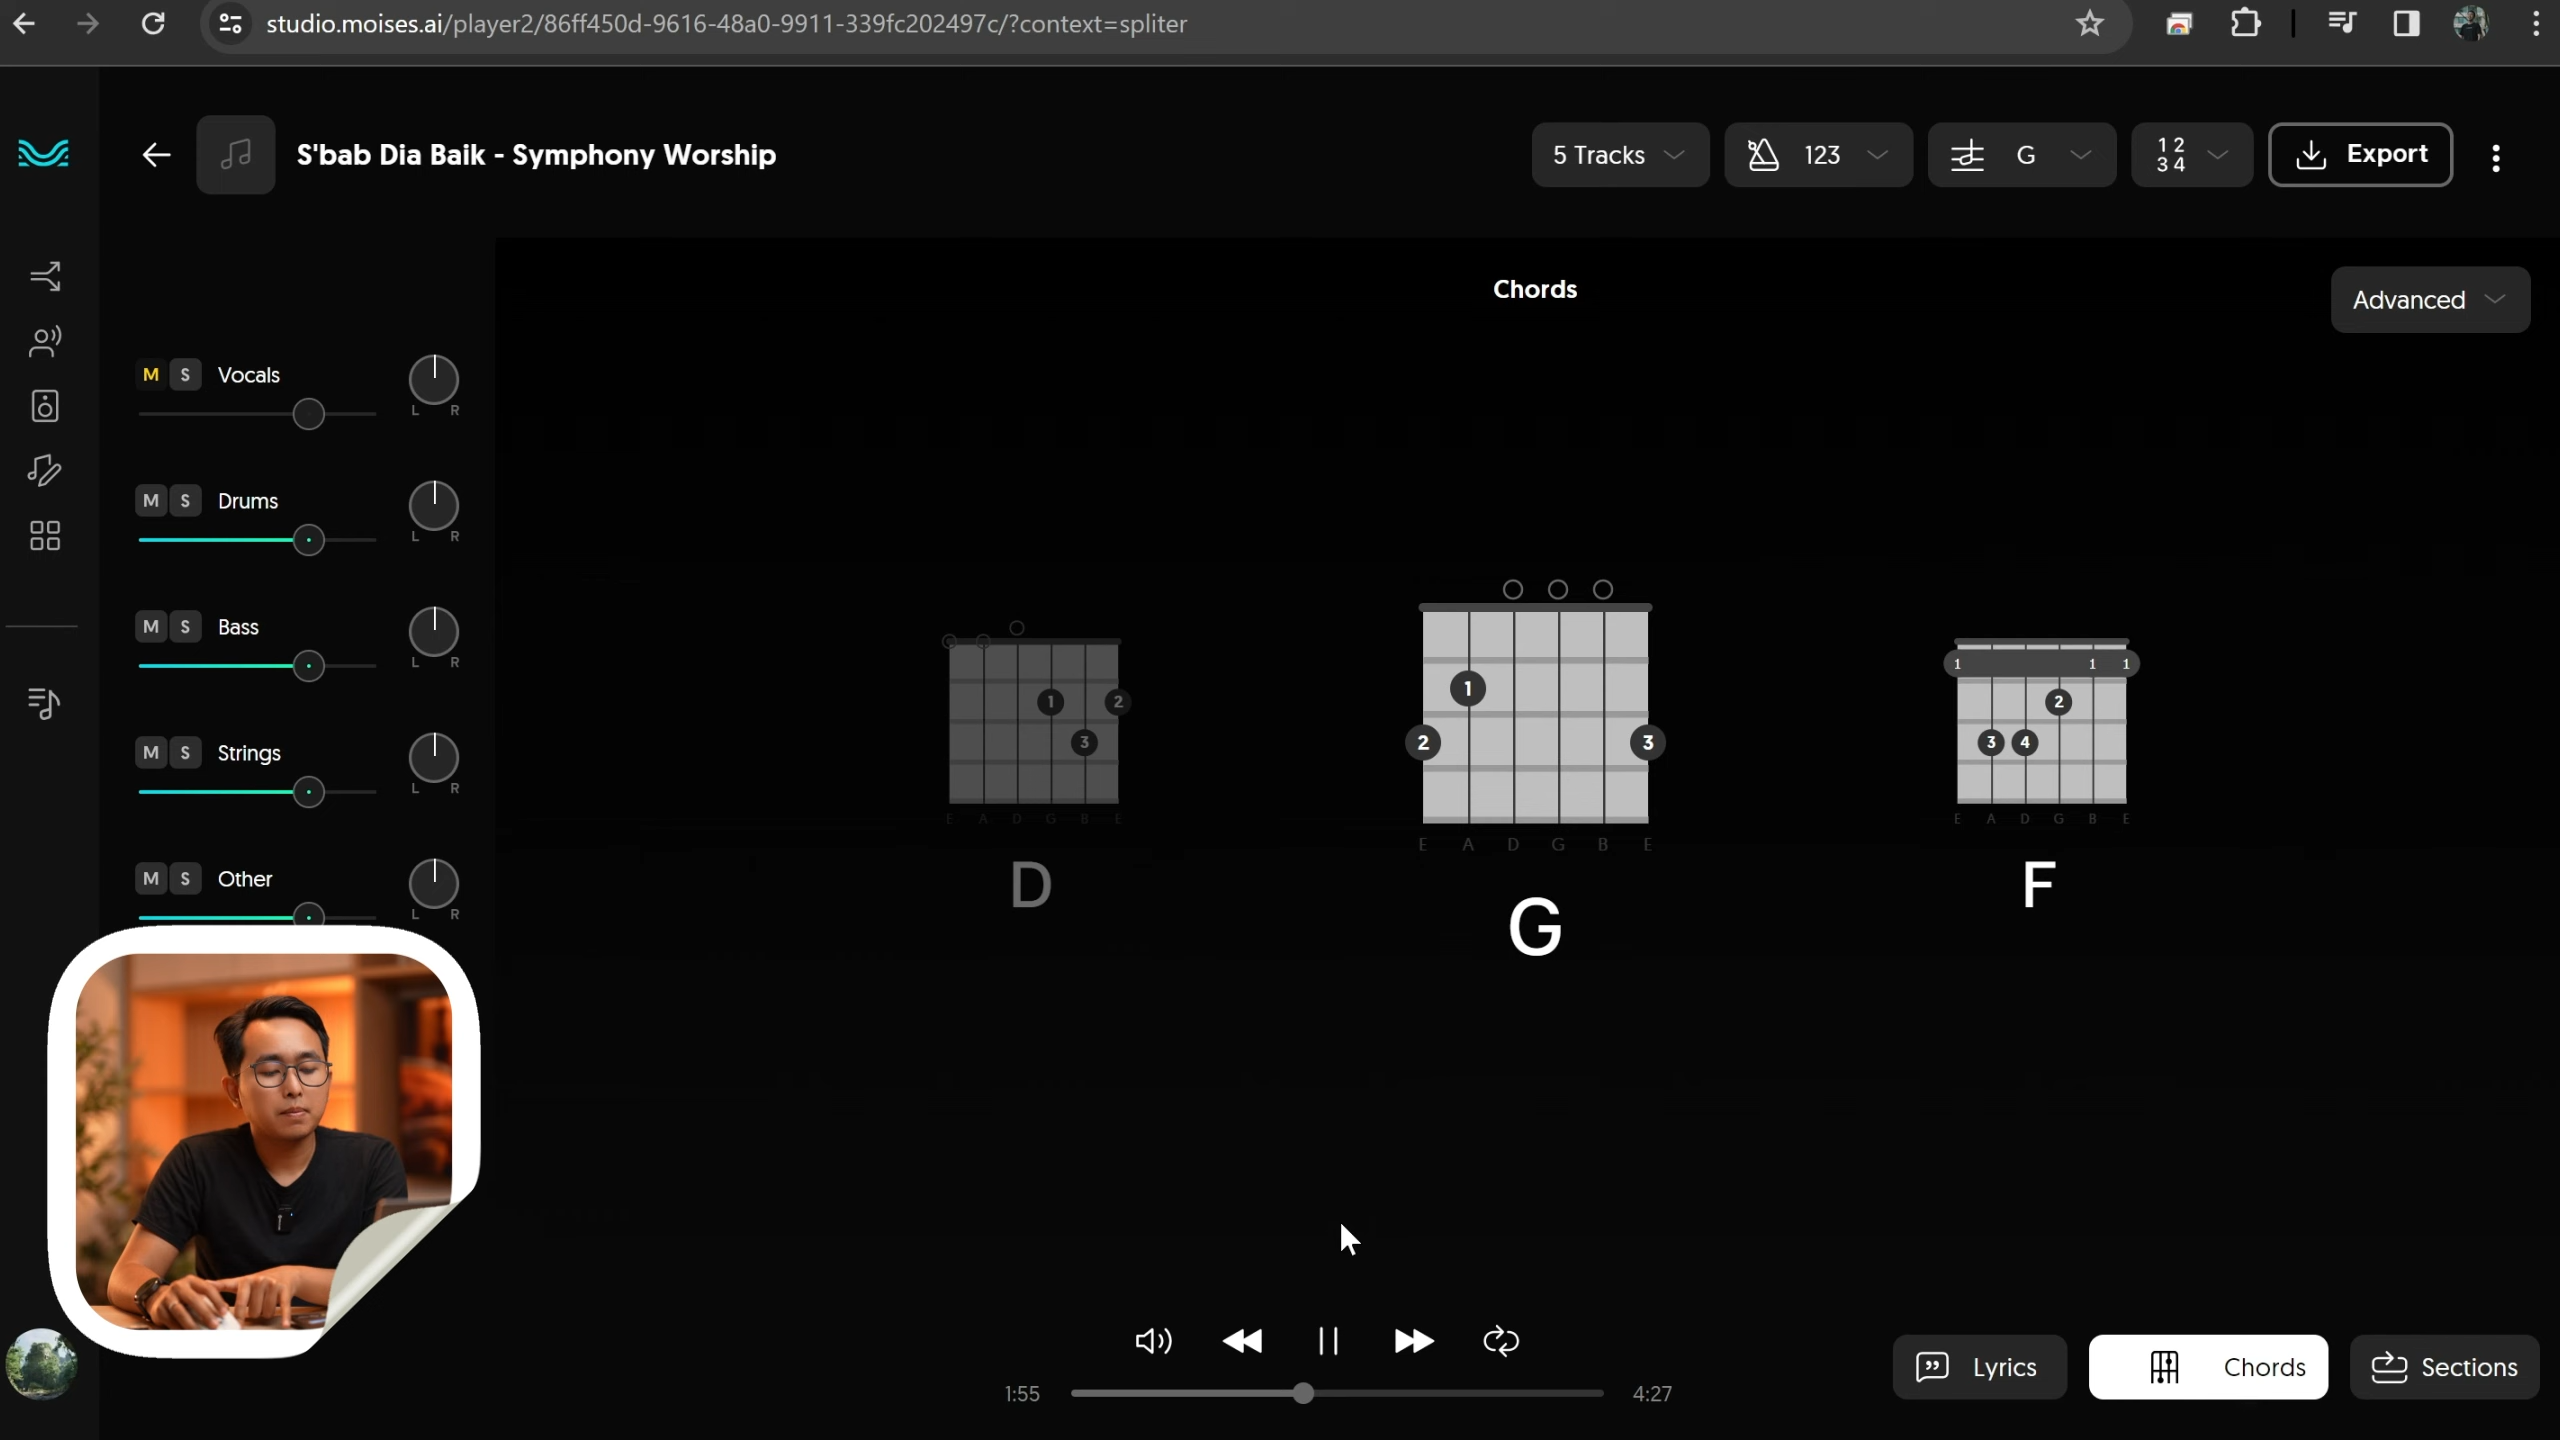 studio.moises.ai/player2/86ff450d-9616-48a0-9911-339fc202497c/?context=spliter
S'bab Dia Baik - Symphony Worship
5 Tracks
123
G
1 2
3 4
Export
Chords
Advanced
M S Vocals
L R
M S Drums
L R
M S Bass
L R
M S Strings
L R
M S Other
L R
1 2
3
E A D G B E
D
1
2 3
E A D G B E
G
1 1 1
2
3 4
E A D G B E
F
1:55
4:27
Lyrics
Chords
Sections